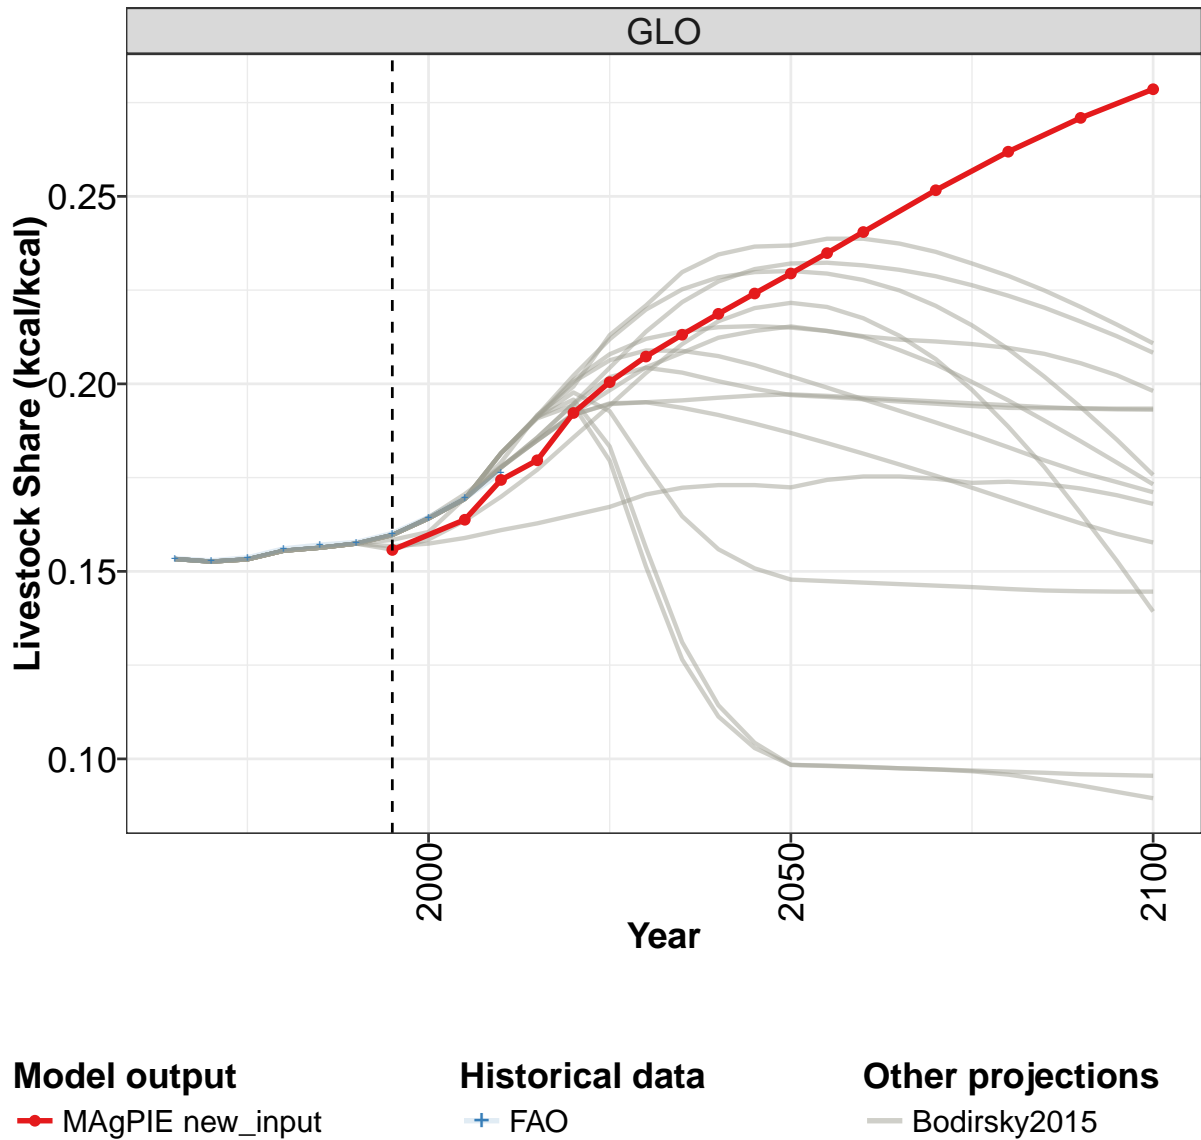 GLO
Livestock Share (kcal/kcal)
0.25
0.20
0.15
0.10
2000
2050
2100
Year
Model output
MAgPIE new_input
Historical data
FAO
Other projections
Bodirsky2015